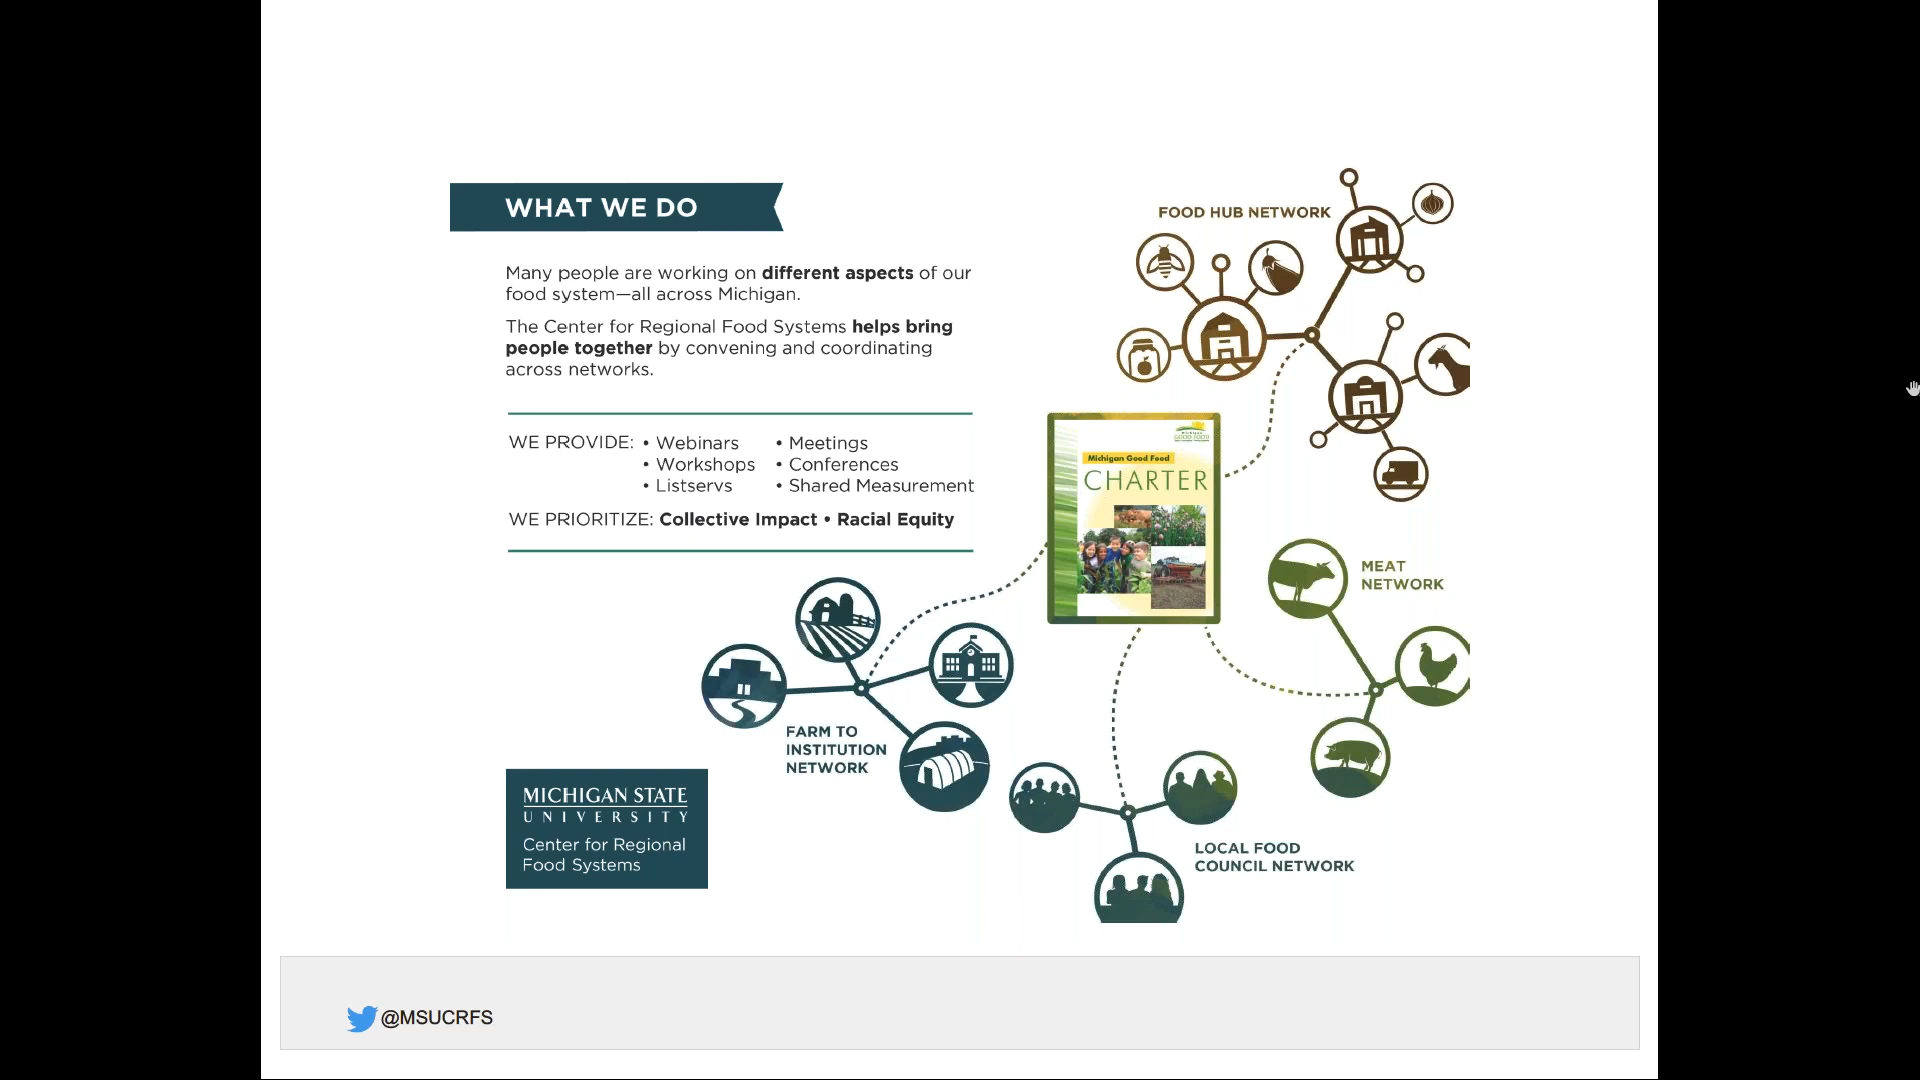 WHAT WE DO
Many people are working on different aspects of our
food system—all across Michigan.
The Center for Regional Food Systems helps bring
people together by convening and coordinating
across networks.
WE PROVIDE: • Webinars • Meetings
• Workshops • Conferences
• Listservs • Shared Measurement
WE PRIORITIZE: Collective Impact • Racial Equity
FOOD HUB NETWORK
Michigan
GOOD FOOD
Michigan Good Food
CHARTER
MEAT
NETWORK
FARM TO
INSTITUTION
NETWORK
LOCAL FOOD
COUNCIL NETWORK
MICHIGAN STATE
UNIVERSITY
Center for Regional
Food Systems
@MSUCRFS